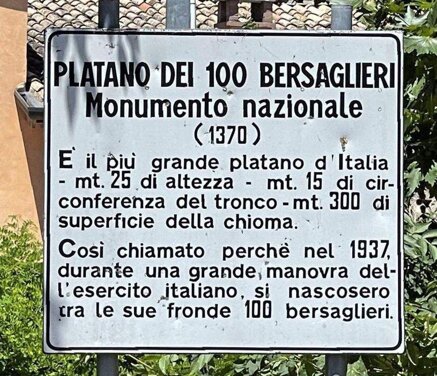 PLATANO DEI 100 BERSAGLIERI
Monumento nazionale
(1370)
E il più grande platano d'Italia
- mt. 25 di altezza - mt. 15 di cir-
conferenza del tronco - mt. 300 di
superficie della chioma.
Così chiamato perchè nel 1937,
durante una grande manovra del-
l'esercito italiano, si nascosero
tra le sue fronde 100 bersaglieri.